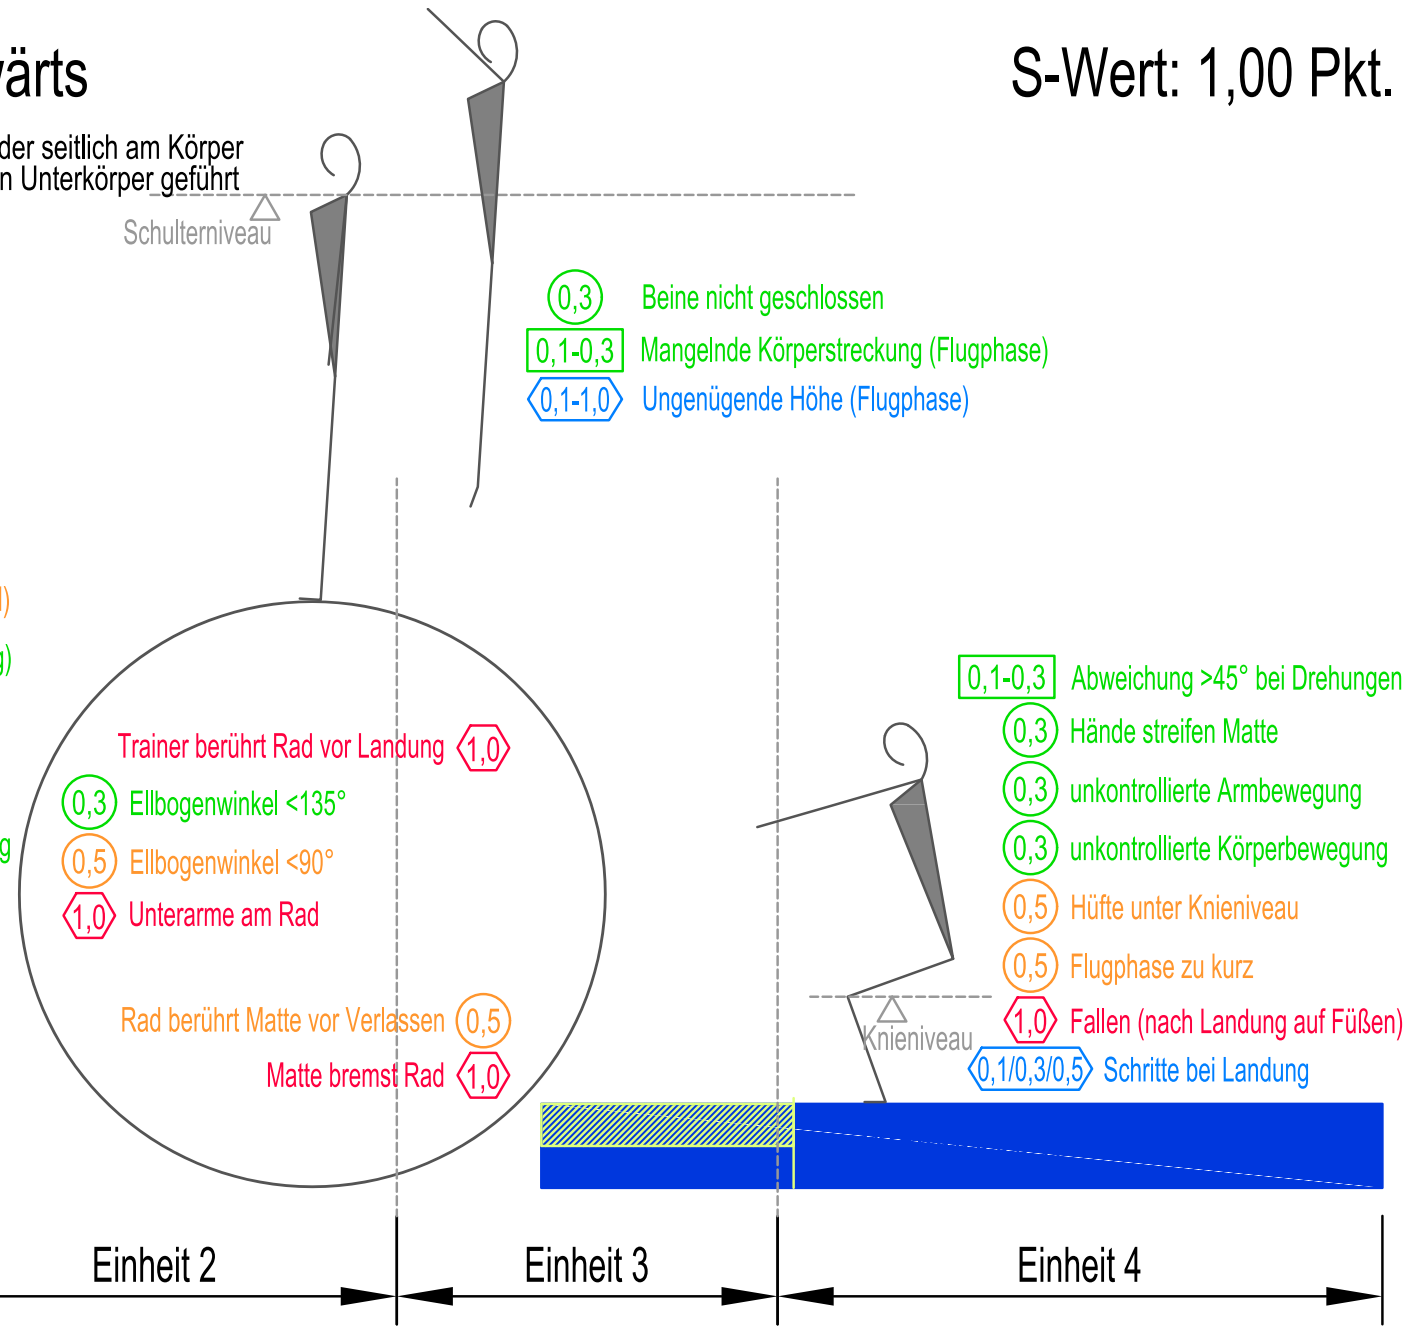 wärts
S-Wert: 1,00 Pkt.
der seitlich am Körper
n Unterkörper geführt
Schulterniveau
0,3 Beine nicht geschlossen
0,1-0,3 Mangelnde Körperstreckung (Flugphase)
0,1-1,0 Ungenügende Höhe (Flugphase)
)
g)
g
Trainer berührt Rad vor Landung 1,0
0,3 Ellbogenwinkel <135°
0,5 Ellbogenwinkel <90°
1,0 Unterarme am Rad
Rad berührt Matte vor Verlassen 0,5
Matte bremst Rad 1,0
0,1-0,3 Abweichung >45° bei Drehungen
0,3 Hände streifen Matte
0,3 unkontrollierte Armbewegung
0,3 unkontrollierte Körperbewegung
0,5 Hüfte unter Knieniveau
0,5 Flugphase zu kurz
1,0 Fallen (nach Landung auf Füßen)
Knieniveau
0,1/0,3/0,5 Schritte bei Landung
Einheit 2
Einheit 3
Einheit 4